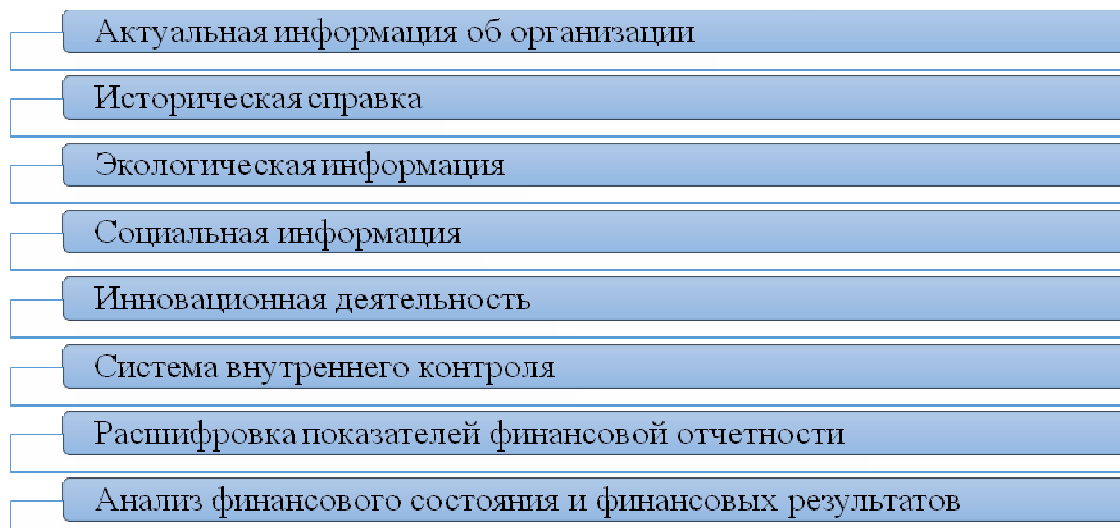 Актуальная информация об организации
Историческая справка
Экологическая информация
Социальная информация
Инновационная деятельность
Система внутреннего контроля
Расшифровка показателей финансовой отчетности
Анализ финансового состояния и финансовых результатов